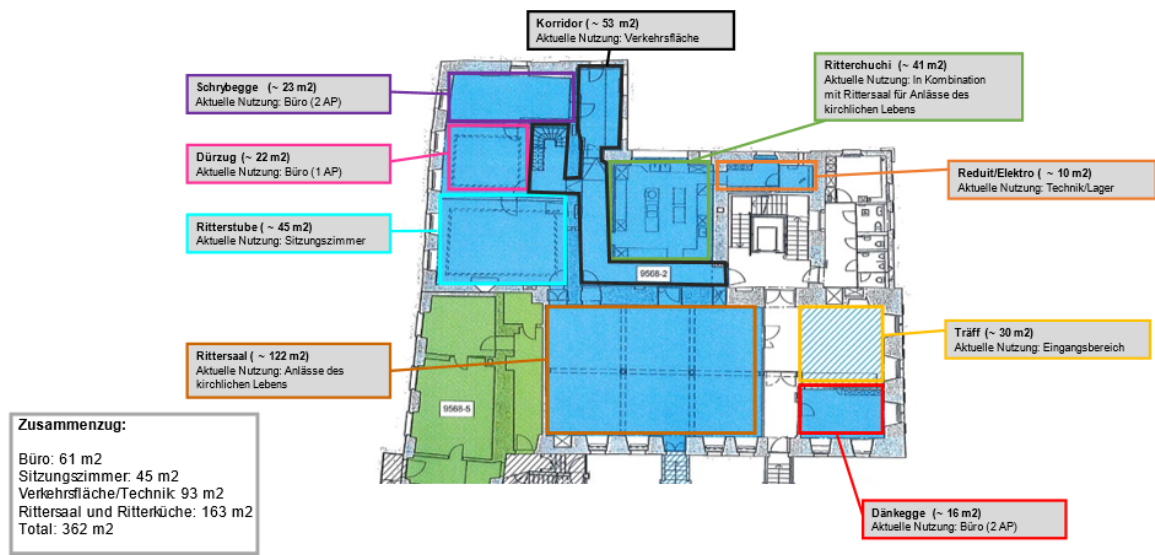 Korridor ( ~ 53 m2)
Aktuelle Nutzung: Verkehrsfläche
Ritterchuchi (~ 41 m2)
Aktuelle Nutzung: In Kombination
mit Rittersaal für Anlässe des
kirchlichen Lebens
Schrybegge (~ 23 m2)
Aktuelle Nutzung: Büro (2 AP)
Dürzug (~ 22 m2)
Aktuelle Nutzung: Büro (1 AP)
Reduit/Elektro ( ~ 10 m2)
Aktuelle Nutzung: Technik/Lager
Ritterstube (~ 45 m2)
Aktuelle Nutzung: Sitzungszimmer
9568-2
Träff (~ 30 m2)
Aktuelle Nutzung: Eingangsbereich
Rittersaal (~ 122 m2)
Aktuelle Nutzung: Anlässe des
kirchlichen Lebens
9568-5
Zusammenzug:
Büro: 61 m2
Sitzungszimmer: 45 m2
Verkehrsfläche/Technik: 93 m2
Rittersaal und Ritterküche: 163 m2
Total: 362 m2
Dänkegge (~ 16 m2)
Aktuelle Nutzung: Büro (2 AP)